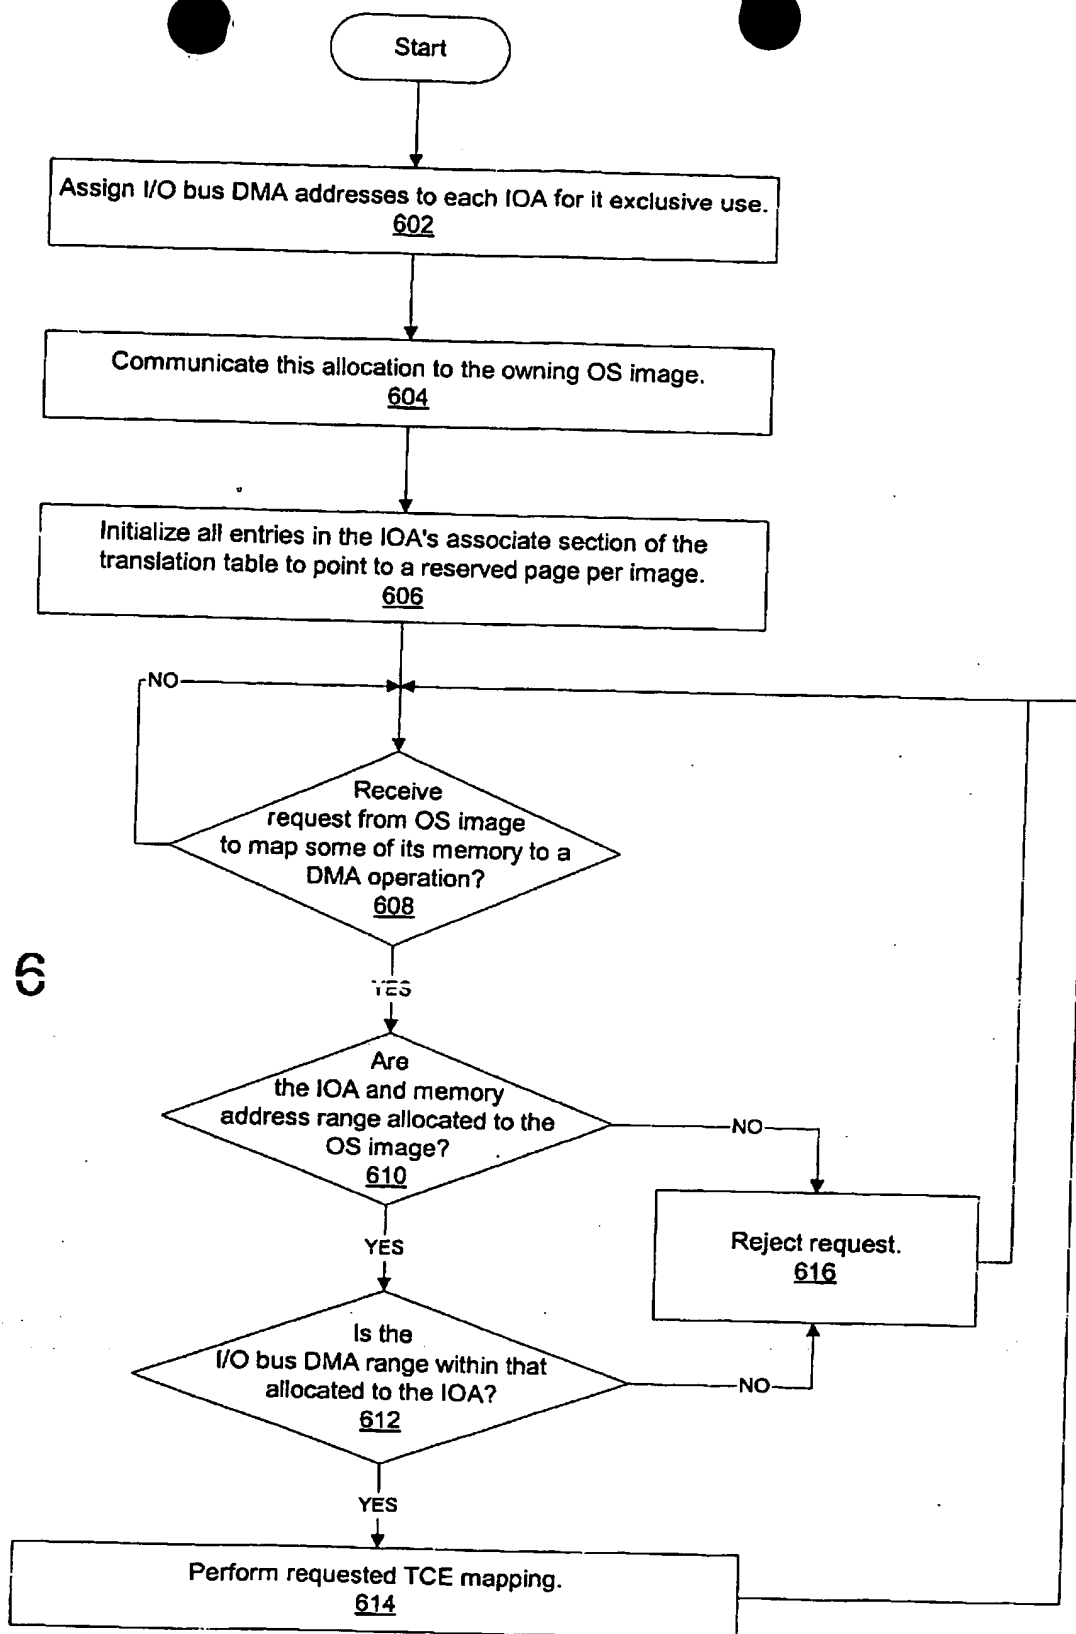 Start
Assign I/O bus DMA addresses to each IOA for it exclusive use.
602
Communicate this allocation to the owning OS image.
604
Initialize all entries in the IOA's associate section of the
translation table to point to a reserved page per image.
606
NO
Receive
request from OS image
to map some of its memory to a
DMA operation?
608
6
YES
Are
the IOA and memory
address range allocated to the
OS image?
610
NO
YES
Reject request.
616
Is the
I/O bus DMA range within that
allocated to the IOA?
612
NO
YES
Perform requested TCE mapping.
614